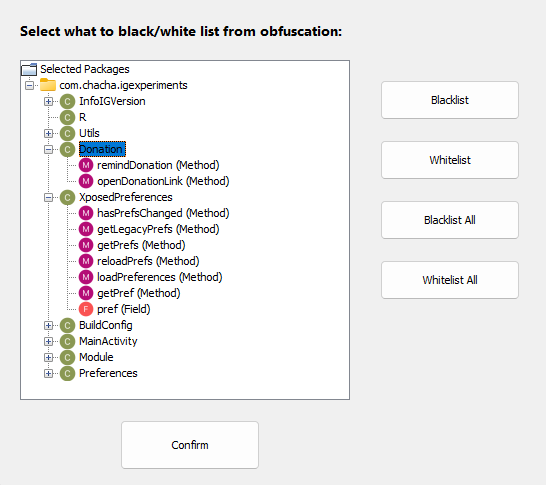 Select what to black/white list from obfuscation:
Selected Packages
com.chacha.igexperiments
C InfoIGVersion
C R
C Utils
C Donation
M remindDonation (Method)
M openDonationLink (Method)
C XposedPreferences
M hasPrefsChanged (Method)
M getLegacyPrefs (Method)
M getPrefs (Method)
M reloadPrefs (Method)
M loadPreferences (Method)
M getPref (Method)
F pref (Field)
C BuildConfig
C MainActivity
C Module
C Preferences
Blacklist
Whitelist
Blacklist All
Whitelist All
Confirm